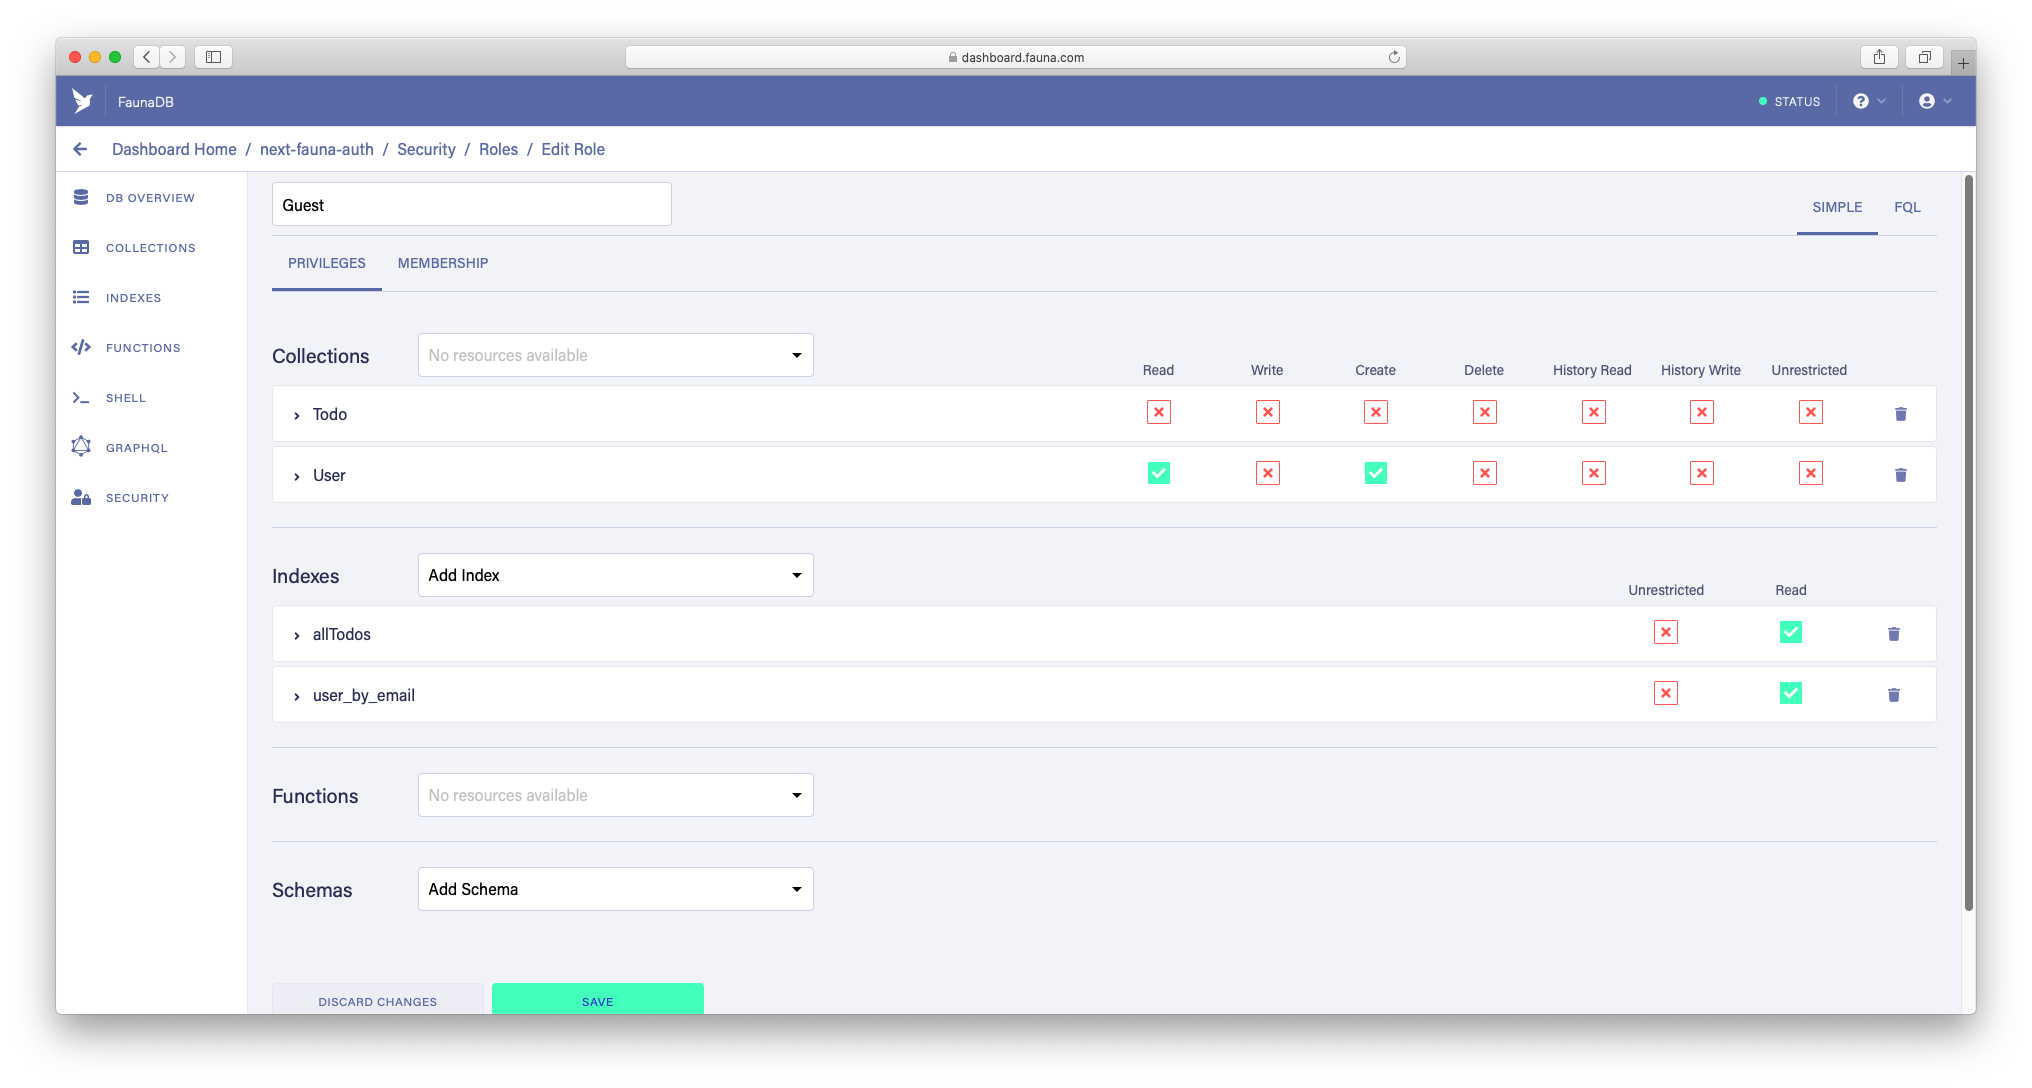 dashboard.fauna.com
FaunaDB
STATUS
Dashboard Home / next-fauna-auth / Security / Roles / Edit Role
DB OVERVIEW
COLLECTIONS
INDEXES
FUNCTIONS
SHELL
GRAPHQL
SECURITY
Guest
SIMPLE FQL
PRIVILEGES MEMBERSHIP
Collections No resources available
Read Write Create Delete History Read History Write Unrestricted
Todo
User
Indexes Add Index
Unrestricted Read
allTodos
user_by_email
Functions No resources available
Schemas Add Schema
DISCARD CHANGES SAVE